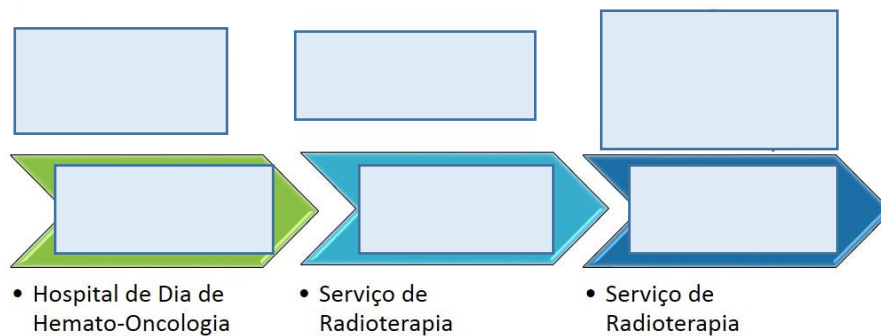 • Hospital de Dia de
Hemato-Oncologia
• Serviço de
Radioterapia
• Serviço de
Radioterapia